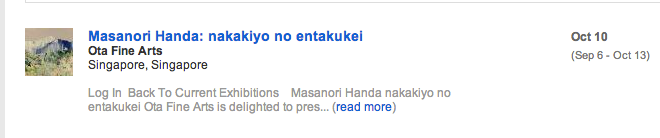 Masanori Handa: nakakiyo no entakukei
Ota Fine Arts
Singapore, Singapore
Oct 10
(Sep 6 - Oct 13)
Log In  Back To Current Exhibitions    Masanori Handa nakakiyo no
entakukei Ota Fine Arts is delighted to pres... (read more)